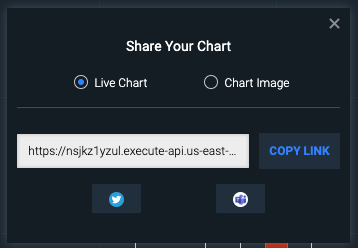 Share Your Chart
Live Chart
Chart Image
https://nsjkz1yzul.execute-api.us-east-...
COPY LINK